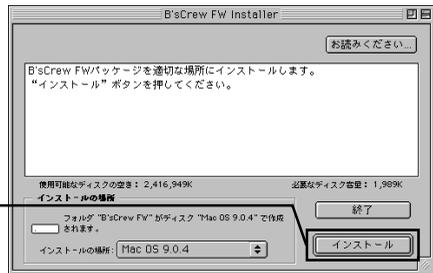 B'sCrew FW Installer
お読みください...
B'sCrew FWパッケージを適切な場所にインストールします。
“インストール”ボタンを押してください。
使用可能なディスクの空き： 2,416,949K
必要なディスク容量： 1,989K
インストールの場所
フォルダ “B'sCrew FW” がディスク “Mac OS 9.0.4” で作成
されます。
終了
インストールの場所： Mac OS 9.0.4
インストール